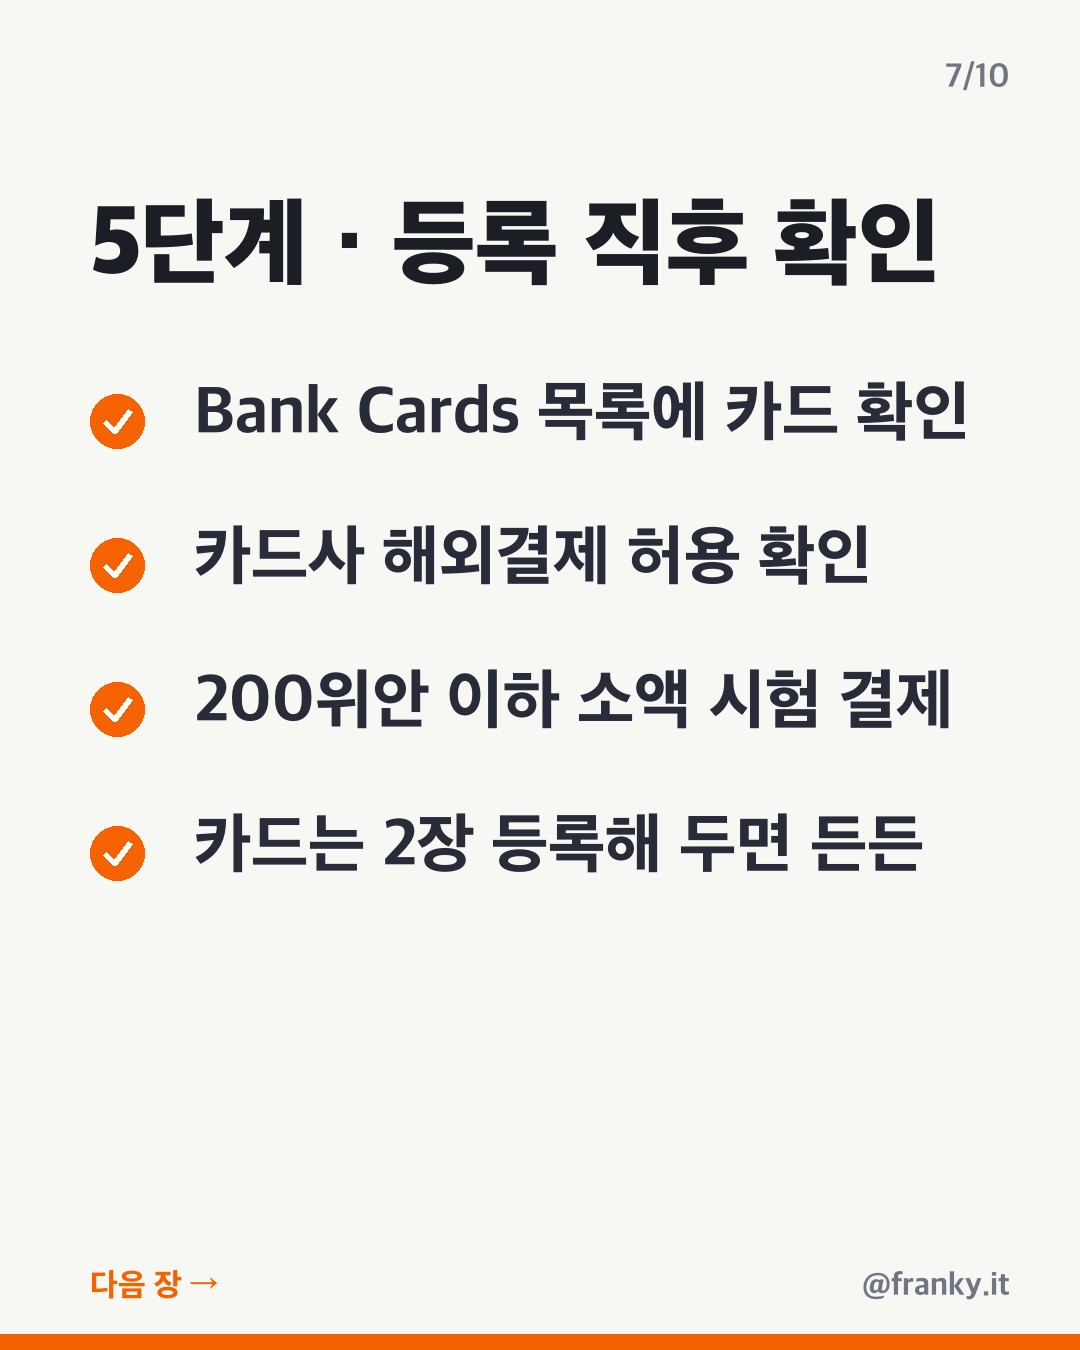 7/10
5단계 · 등록 직후 확인
Bank Cards 목록에 카드 확인
카드사 해외결제 허용 확인
200위안 이하 소액 시험 결제
카드는 2장 등록해 두면 든든
다음 장 →
@franky.it